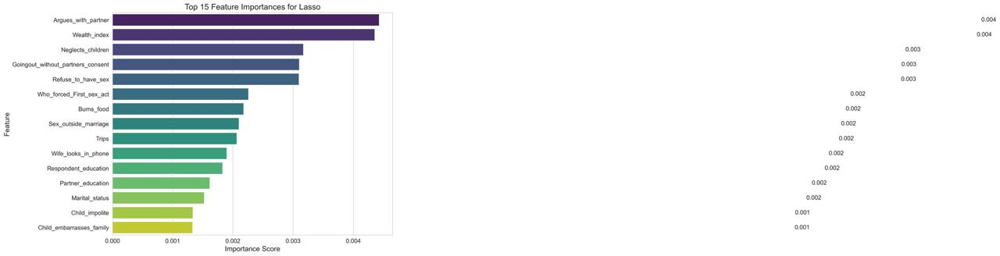 Top 15 Feature Importances for Lasso
Feature
Argues_with_partner 0.004
Wealth_index 0.004
Neglects_children 0.003
Goingout_without_partners_consent 0.003
Refuse_to_have_sex 0.003
Who_forced_First_sex_act 0.002
Burns_food 0.002
Sex_outside_marriage 0.002
Trips 0.002
Wife_looks_in_phone 0.002
Respondent_education 0.002
Partner_education 0.002
Marital_status 0.002
Child_impolite 0.001
Child_embarrasses_family 0.001
0.000 0.001 0.002 0.003 0.004
Importance Score